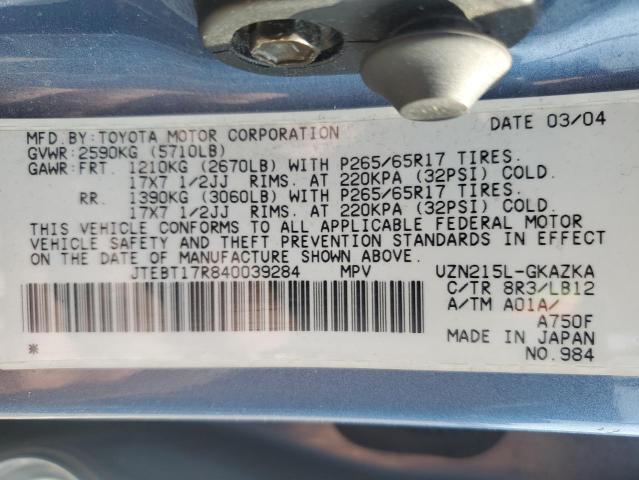 MFD.BY:TOYOTA MOTOR CORPORATION DATE 03/04
GVWR:2590KG (5710LB)
GAWR:FRT. 1210KG (2670LB) WITH P265/65R17 TIRES.
17X7 1/2JJ RIMS. AT 220KPA (32PSI) COLD.
RR. 1390KG (3060LB) WITH P265/65R17 TIRES.
17X7 1/2JJ RIMS. AT 220KPA (32PSI) COLD.
THIS VEHICLE CONFORMS TO ALL APPLICABLE FEDERAL MOTOR
VEHICLE SAFETY AND THEFT PREVENTION STANDARDS IN EFFECT
ON THE DATE OF MANUFACTURE SHOWN ABOVE.
JTEBT17R840039284 MPV UZN215L-GKAZKA
C/TR 8R3/LB12
A/TM A01A/
A750F
MADE IN JAPAN
* NO.984